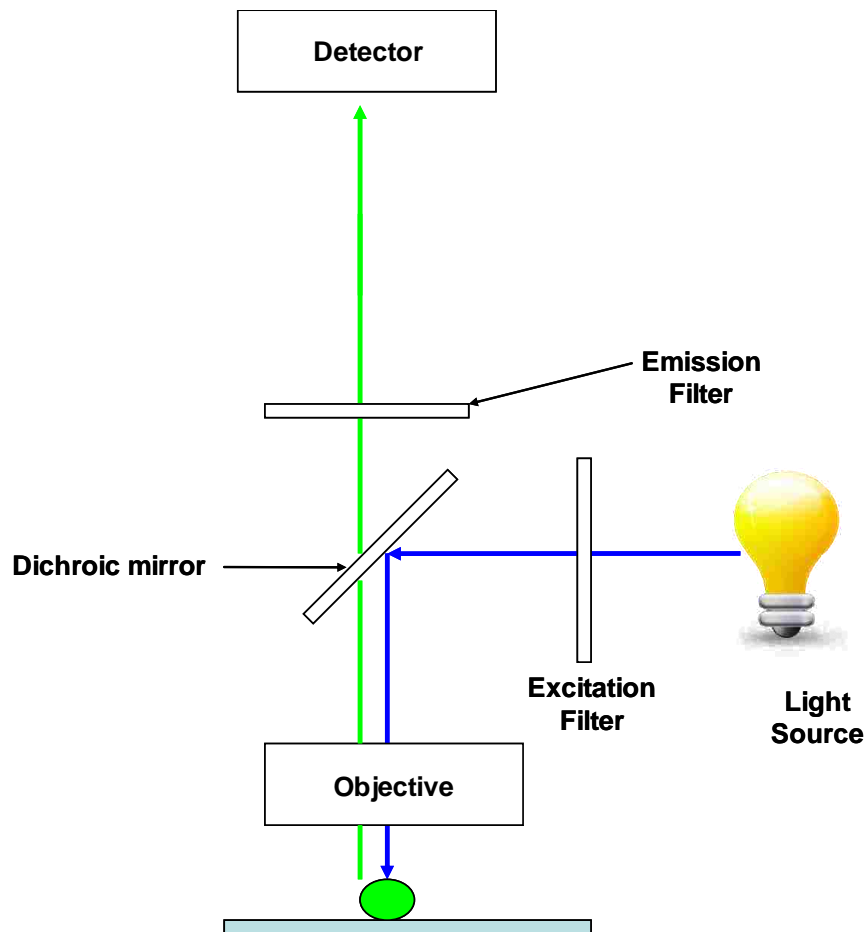 Detector
Emission
Filter
Dichroic mirror
Excitation
Filter
Light
Source
Objective